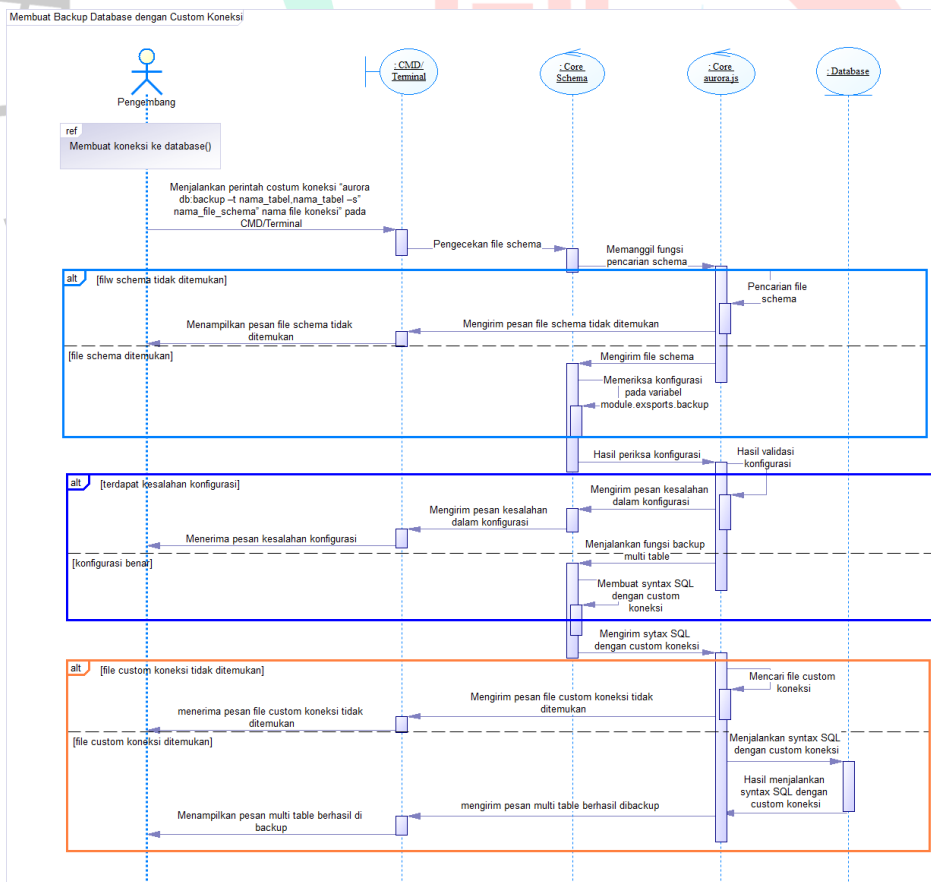 Membuat Backup Database dengan Custom Koneksi
: CMD/
Terminal
: Core
Schema
: Core
aurora.js
: Database
Pengembang
ref
Membuat koneksi ke database()
Menjalankan perintah costum koneksi “aurora
db:backup –t nama_tabel,nama_tabel –s”
nama_file_schema” nama file koneksi” pada
CMD/Terminal
Pengecekan file schema
Memanggil fungsi
pencarian schema
alt
[filw schema tidak ditemukan]
Pencarian file
schema
Menampilkan pesan file schema tidak
ditemukan
Mengirim pesan file schema tidak ditemukan
[file schema ditemukan]
Mengirim file schema
Memeriksa konfigurasi
pada variabel
module.exsports.backup
Hasil periksa konfigurasi
Hasil validasi
konfigurasi
alt
[terdapat kesalahan konfigurasi]
Mengirim pesan kesalahan
dalam konfigurasi
Mengirim pesan kesalahan
dalam konfigurasi
Menerima pesan kesalahan konfigurasi
Menjalankan fungsi backup
multi table
[konfigurasi benar]
Membuat syntax SQL
dengan custom
koneksi
Mengirim sytax SQL
dengan custom koneksi
alt
[file custom koneksi tidak ditemukan]
Mencari file custom
koneksi
Mengirim pesan file custom koneksi tidak
ditemukan
menerima pesan file custom koneksi tidak
ditemukan
[file custom koneksi ditemukan]
Menjalankan syntax SQL
dengan custom koneksi
Hasil menjalankan
syntax SQL dengan
custom koneksi
mengirim pesan multi table berhasil dibackup
Menampilkan pesan multi table berhasil di
backup